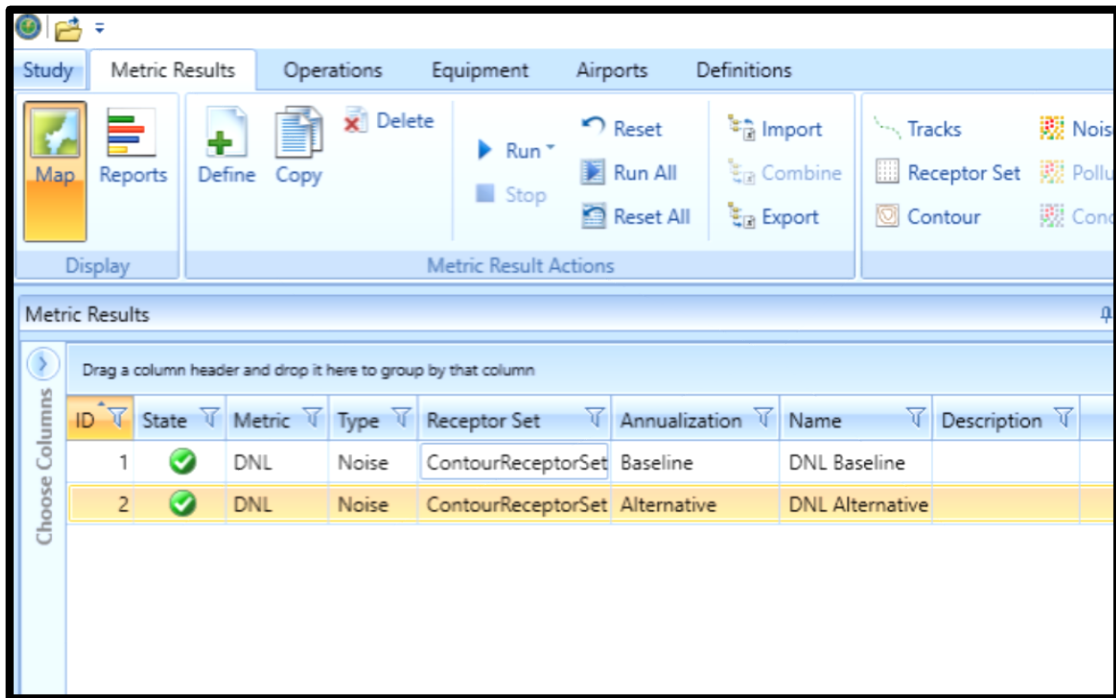 Study Metric Results Operations Equipment Airports Definitions
Map Reports Define Copy Delete Run Stop Reset Run All Reset All Import Combine Export Tracks Receptor Set Contour
Display Metric Result Actions
Metric Results
Drag a column header and drop it here to group by that column
Choose Columns
ID State Metric Type Receptor Set Annualization Name Description
1 DNL Noise ContourReceptorSet Baseline DNL Baseline
2 DNL Noise ContourReceptorSet Alternative DNL Alternative